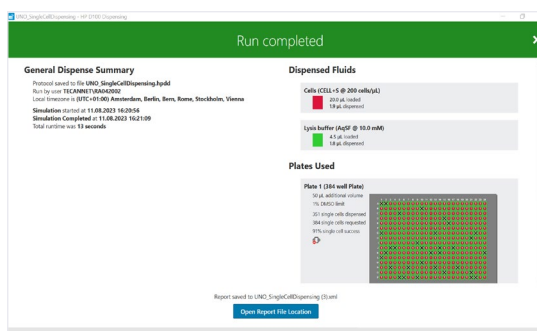 UNO_SingleCellDispensing - HP D100 Dispensing
Run completed
General Dispense Summary
Protocol saved to file UNO_SingleCellDispensing.hpdd
Run by user TECANNET\RA042002
Local timezone is (UTC+01:00) Amsterdam, Berlin, Bern, Rome, Stockholm, Vienna
Simulation started at 11.08.2023 16:20:56
Simulation Completed at 11.08.2023 16:21:09
Total runtime was 13 seconds
Dispensed Fluids
Cells (CELL+S @ 200 cells/µL)
20.0 µL loaded
1.9 µL dispensed
Lysis buffer (AqSF @ 10.0 mM)
4.5 µL loaded
1.8 µL dispensed
Plates Used
Plate 1 (384 well Plate)
50 µL additional volume
1% DMSO limit
351 single cells dispensed
384 single cells requested
91% single cell success
Report saved to UNO_SingleCellDispensing (3).xml
Open Report File Location